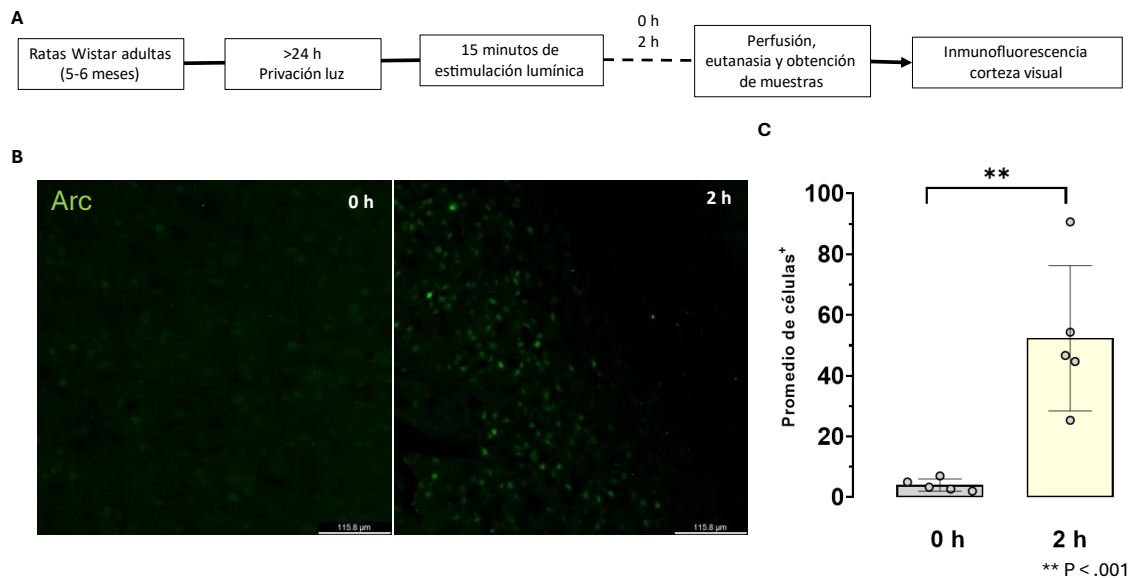 A
Ratas Wistar adultas
(5-6 meses)
>24 h
Privación luz
15 minutos de
estimulación lumínica
0 h
2 h
Perfusión,
eutanasia y obtención
de muestras
Inmunofluorescencia
corteza visual
B
Arc
0 h
2 h
115.8 µm
115.8 µm
C
**
Promedio de células⁺
100
80
60
40
20
0
0 h
2 h
** P < .001